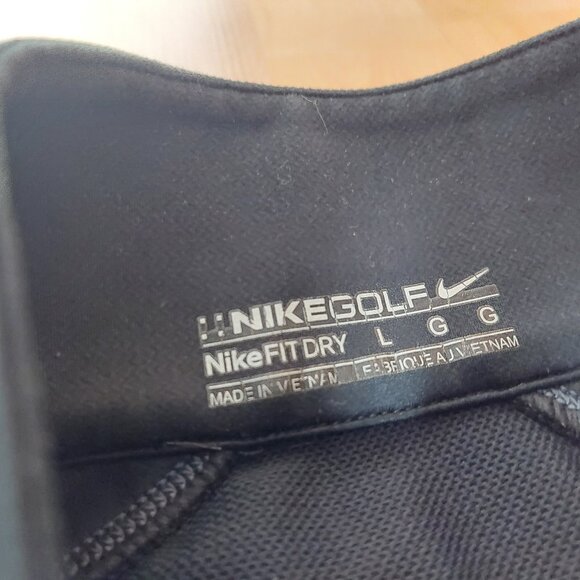 NIKEGOLF
NikeFITDRY L G G
MADE IN VIETNAM FABRIQUE AU VIETNAM